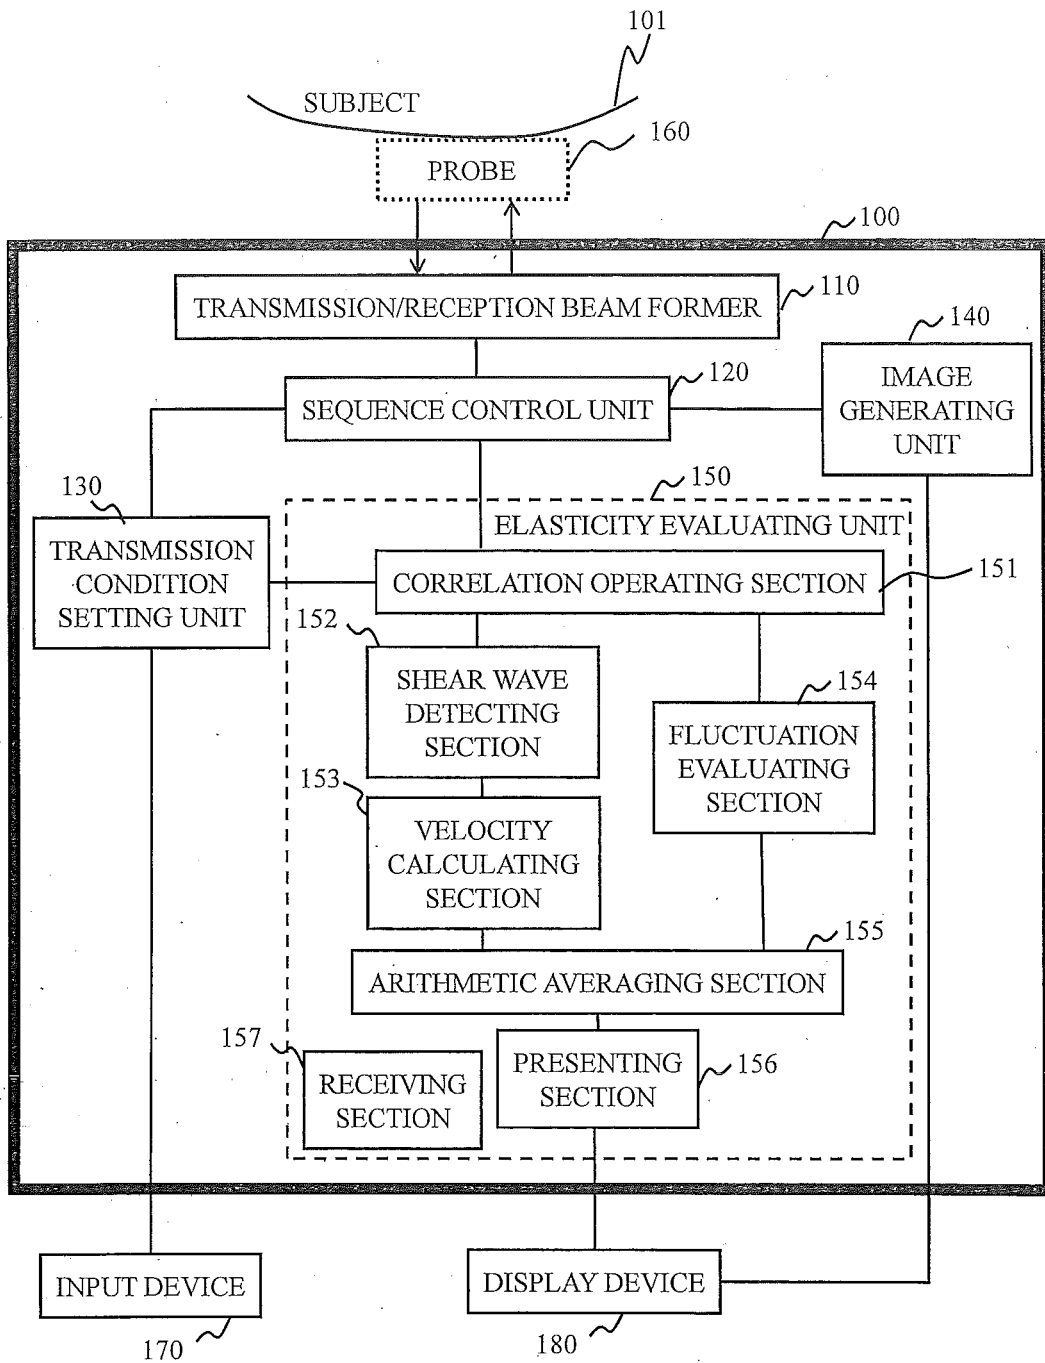 101
SUBJECT
160
PROBE
100
TRANSMISSION/RECEPTION BEAM FORMER
110
140
120
IMAGE
GENERATING
UNIT
SEQUENCE CONTROL UNIT
130
150
ELASTICITY EVALUATING UNIT
TRANSMISSION
CONDITION
SETTING UNIT
CORRELATION OPERATING SECTION
151
152
SHEAR WAVE
DETECTING
SECTION
154
FLUCTUATION
EVALUATING
SECTION
153
VELOCITY
CALCULATING
SECTION
155
ARITHMETIC AVERAGING SECTION
157
RECEIVING
SECTION
PRESENTING
SECTION
156
INPUT DEVICE
170
DISPLAY DEVICE
180